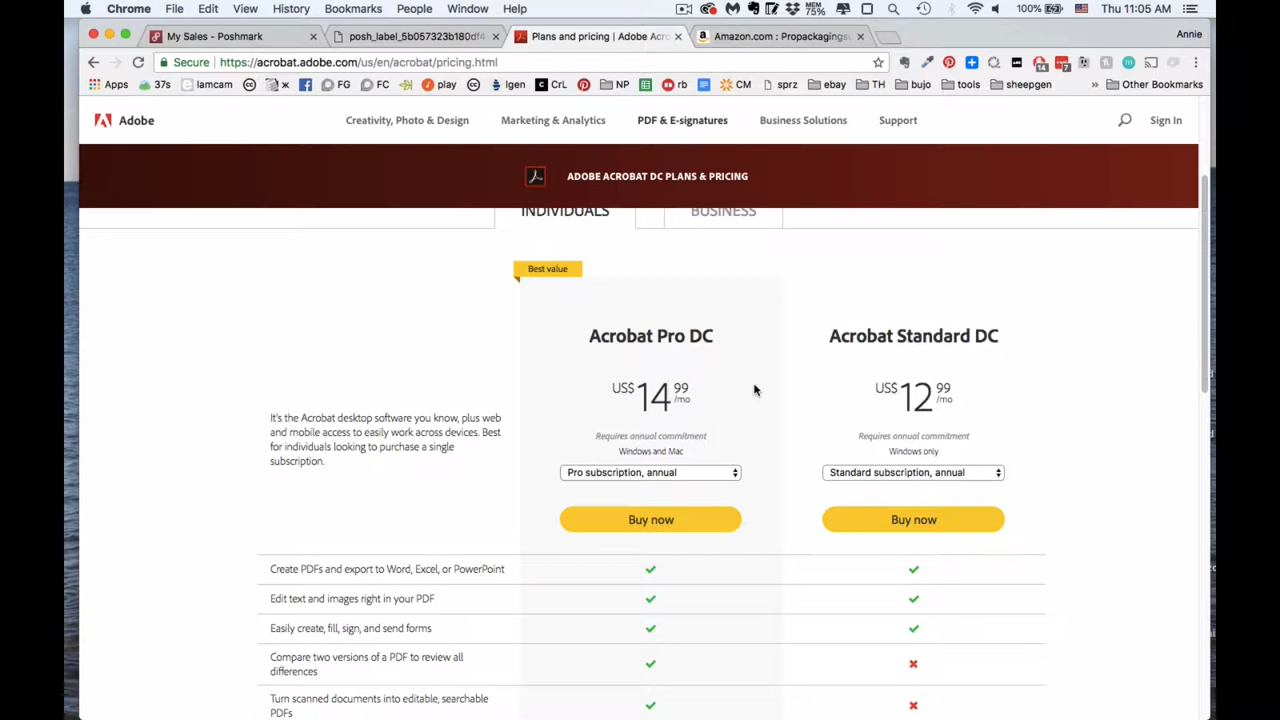 Chrome File Edit View History Bookmarks People Window Help MEM 75% 100% Thu 11:05 AM
My Sales - Poshmark posh_label_5b057323b180df4 Plans and pricing | Adobe Acro Amazon.com : Propackagings Annie
Secure https://acrobat.adobe.com/us/en/acrobat/pricing.html
Apps 37s lamcam ж FG FC play Igen CrL NP rb CM sprz ebay TH bujo tools sheepgen » Other Bookmarks
Adobe Creativity, Photo & Design Marketing & Analytics PDF & E-signatures Business Solutions Support Sign In
ADOBE ACROBAT DC PLANS & PRICING
INDIVIDUALS BUSINESS
Best value
Acrobat Pro DC Acrobat Standard DC
US$ 14 99 /mo US$ 12 99 /mo
It's the Acrobat desktop software you know, plus web
and mobile access to easily work across devices. Best
for individuals looking to purchase a single
subscription.
Requires annual commitment Requires annual commitment
Windows and Mac Windows only
Pro subscription, annual Standard subscription, annual
Buy now Buy now
Create PDFs and export to Word, Excel, or PowerPoint
Edit text and images right in your PDF
Easily create, fill, sign, and send forms
Compare two versions of a PDF to review all
differences
Turn scanned documents into editable, searchable
PDFs